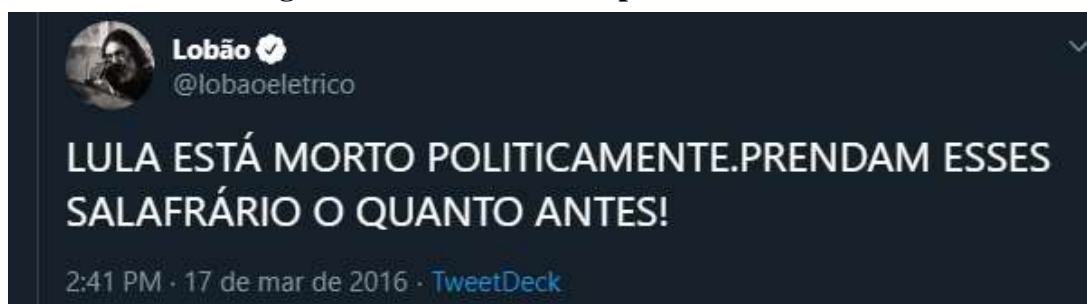 Lobão
@lobaoeletrico
LULA ESTÁ MORTO POLITICAMENTE.PRENDAM ESSES
SALAFRÁRIO O QUANTO ANTES!
2:41 PM · 17 de mar de 2016 · TweetDeck